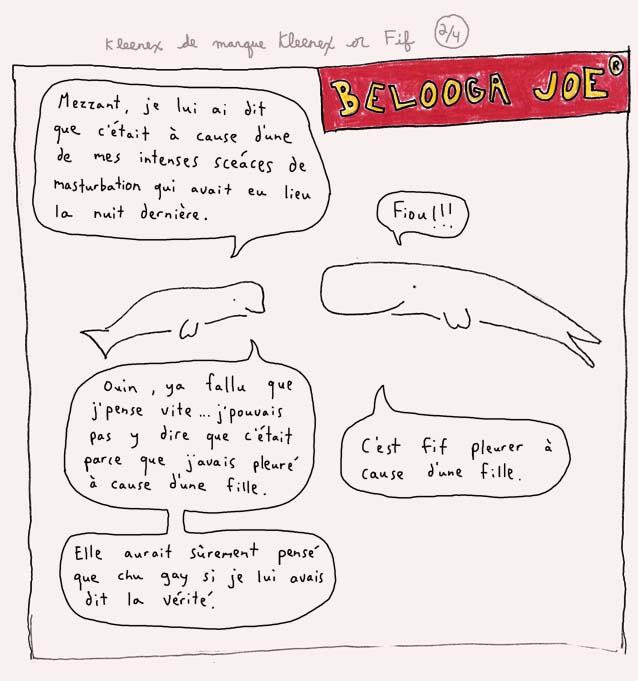 Kleenex de marque Kleenex or Fif 2/4
BELOOGA JOE ®
Mezzant, je lui ai dit
que c'était à cause d'une
de mes intenses sceáces de
masturbation qui avait eu lieu
la nuit dernière.
Fiou!!!
Ouin, ya fallu que
j'pense vite... j'pouvais
pas y dire que c'était
parce que j'avais pleuré
à cause d'une fille.
C'est fif pleurer à
cause d'une fille.
Elle aurait sûrement pensé
que chu gay si je lui avais
dit la vérité.